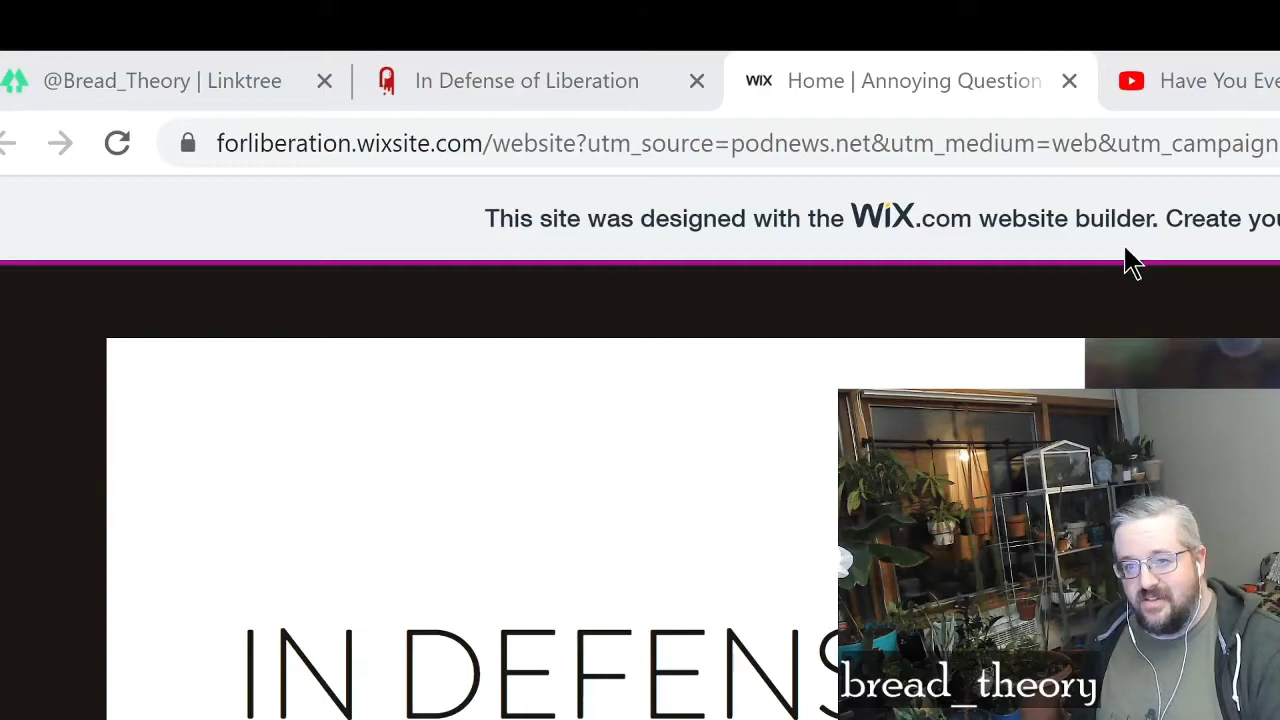 @Bread_Theory | Linktree
In Defense of Liberation
WIX Home | Annoying Question
Have You Eve
forliberation.wixsite.com/website?utm_source=podnews.net&utm_medium=web&utm_campaign
This site was designed with the WiX.com website builder. Create you
IN DEFENS
bread_theory